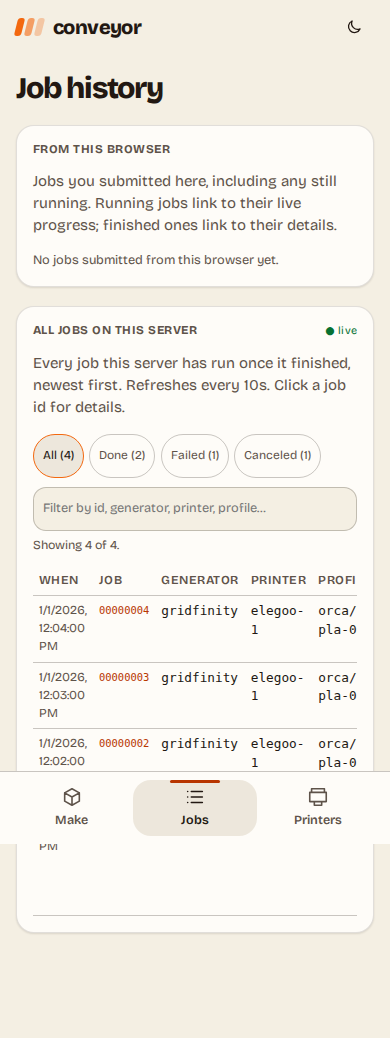 conveyor
Job history
FROM THIS BROWSER
Jobs you submitted here, including any still
running. Running jobs link to their live
progress; finished ones link to their details.
No jobs submitted from this browser yet.
ALL JOBS ON THIS SERVER
live
Every job this server has run once it finished,
newest first. Refreshes every 10s. Click a job
id for details.
All (4) Done (2) Failed (1) Canceled (1)
Filter by id, generator, printer, profile…
Showing 4 of 4.
WHEN JOB GENERATOR PRINTER PROFI
1/1/2026, 00000004 gridfinity elegoo- orca/
12:04:00 1 pla-0
PM
1/1/2026, 00000003 gridfinity elegoo- orca/
12:03:00 1 pla-0
PM
1/1/2026, 00000002 gridfinity elegoo- orca/
12:02:00 1 pla-0
Make Jobs Printers
PM